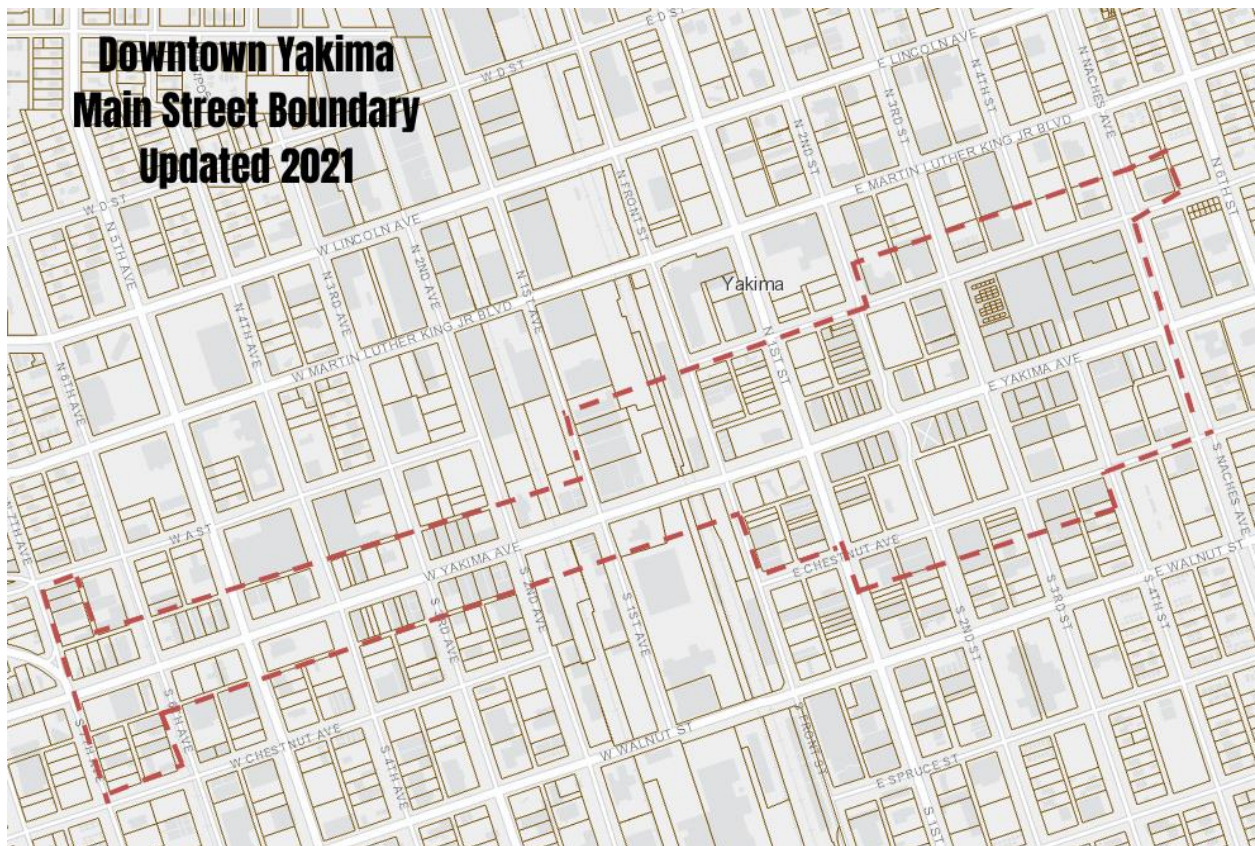 Downtown Yakima
Main Street Boundary
Updated 2021
E D ST
W D ST
E LINCOLN AVE
N 4TH ST
N NACHES AVE
N 3RD ST
N 2ND ST
E MARTIN LUTHER KING JR BLVD
N 6TH ST
N FRONT ST
W D ST
N 5TH AVE
W LINCOLN AVE
N 2ND AVE
N 3RD AVE
N 1ST AVE
Yakima
N 4TH AVE
W MARTIN LUTHER KING JR BLVD
N 1ST ST
N 6TH AVE
E YAKIMA AVE
S NACHES AVE
N 7TH AVE
W A ST
W YAKIMA AVE
E CHESTNUT AVE
E WALNUT ST
S 2ND AVE
S 1ST AVE
S 3RD AVE
S 2ND ST
S 3RD ST
S 4TH ST
S 6TH AVE
S 7TH AVE
W CHESTNUT AVE
S 4TH AVE
W WALNUT ST
S FRONT ST
E SPRUCE ST
S 1ST